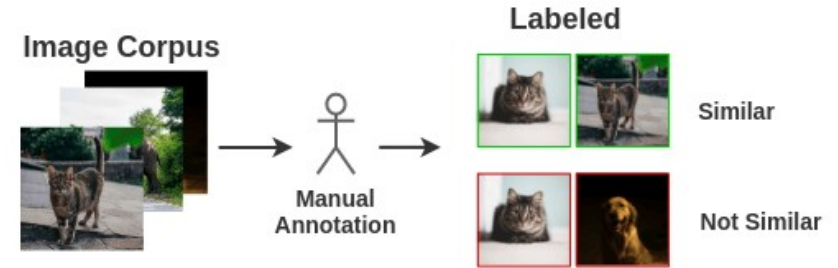 Image Corpus
Labeled
Similar
Manual
Annotation
Not Similar